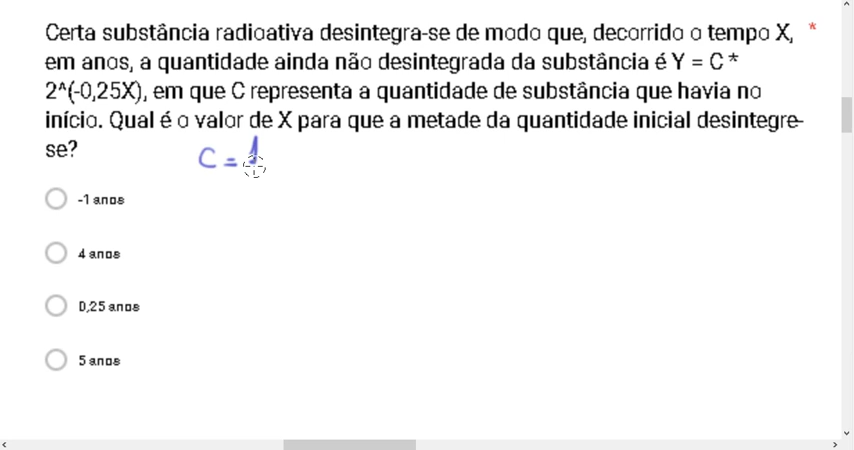 Certa substância radioativa desintegra-se de modo que, decorrido o tempo X, *
em anos, a quantidade ainda não desintegrada da substância é Y = C *
2^(-0,25X), em que C representa a quantidade de substância que havia no
início. Qual é o valor de X para que a metade da quantidade inicial desintegre-
se?
C =
-1 anos
4 anos
0,25 anos
5 anos